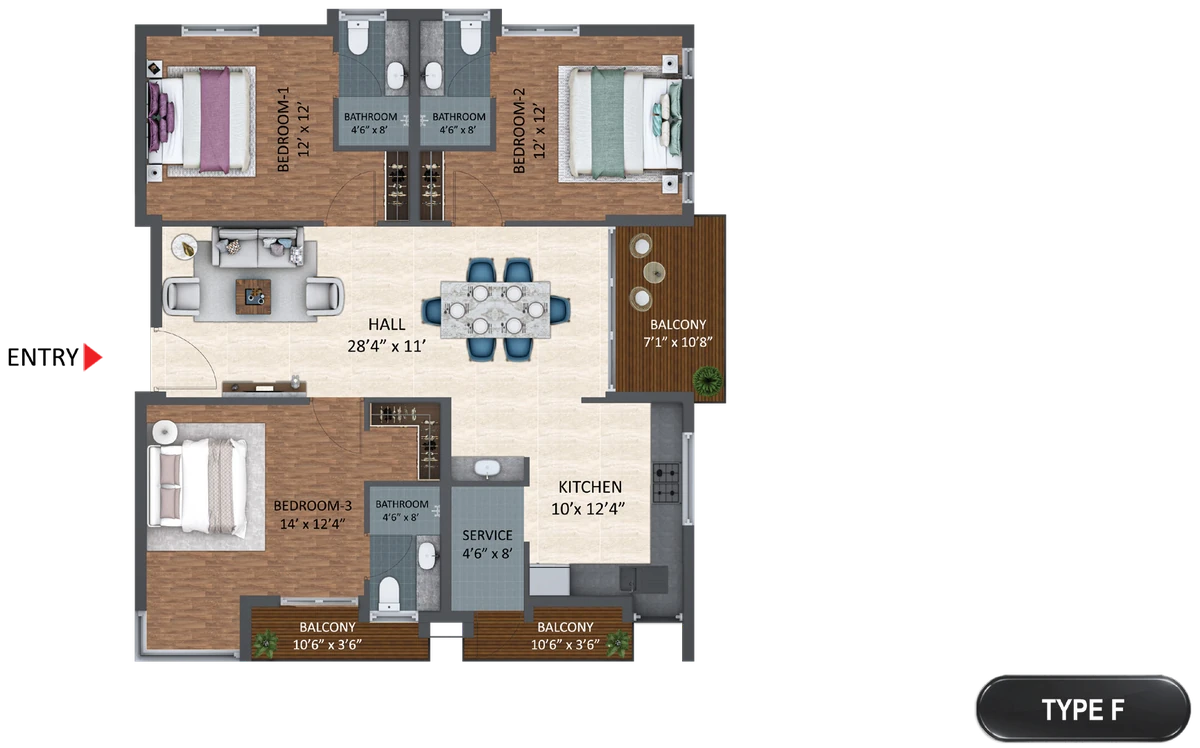 BEDROOM-1
12' x 12'
BATHROOM
4'6" x 8'
BATHROOM
4'6" x 8'
BEDROOM-2
12' x 12'
ENTRY
HALL
28'4" x 11'
BALCONY
7'1" x 10'8"
BEDROOM-3
14' x 12'4"
BATHROOM
4'6" x 8'
SERVICE
4'6" x 8'
KITCHEN
10'x 12'4"
BALCONY
10'6" x 3'6"
BALCONY
10'6" x 3'6"
TYPE F